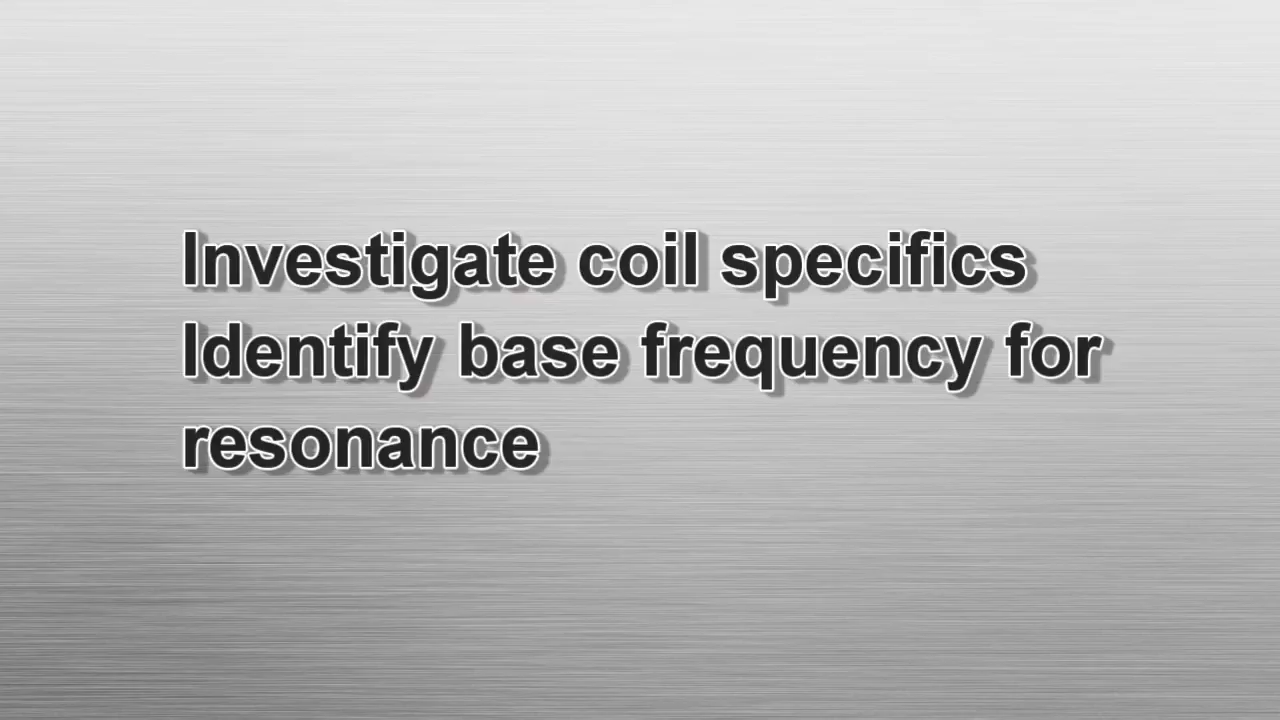 Investigate coil specifics
Identify base frequency for
resonance